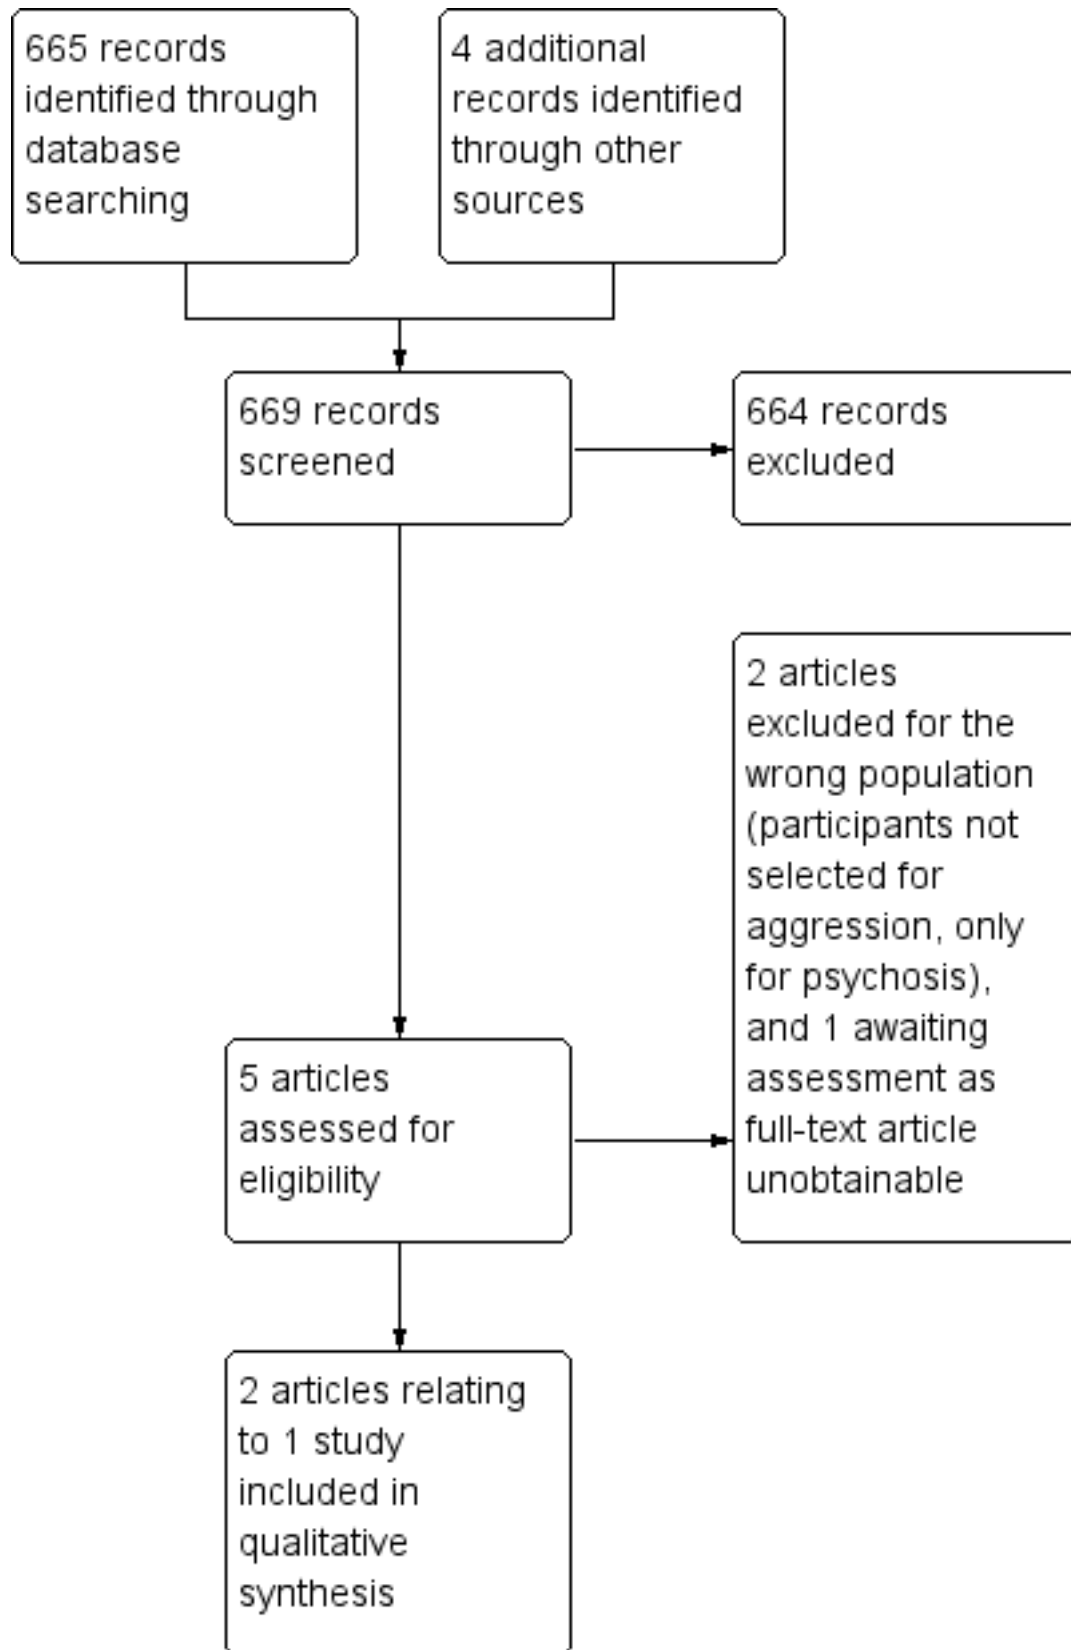 665 records
identified through
database
searching
4 additional
records identified
through other
sources
669 records
screened
664 records
excluded
2 articles
excluded for the
wrong population
(participants not
selected for
aggression, only
for psychosis),
and 1 awaiting
assessment as
full-text article
unobtainable
5 articles
assessed for
eligibility
2 articles relating
to 1 study
included in
qualitative
synthesis